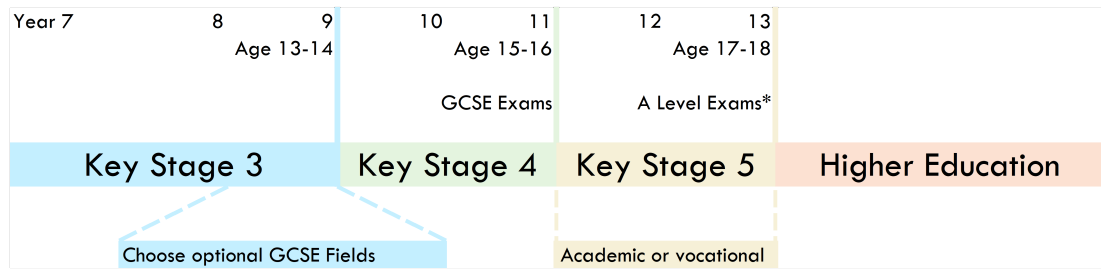 Year 7 8 9 10 11 12 13
Age 13-14 Age 15-16 Age 17-18
GCSE Exams A Level Exams*
Key Stage 3 Key Stage 4 Key Stage 5 Higher Education
Choose optional GCSE Fields Academic or vocational